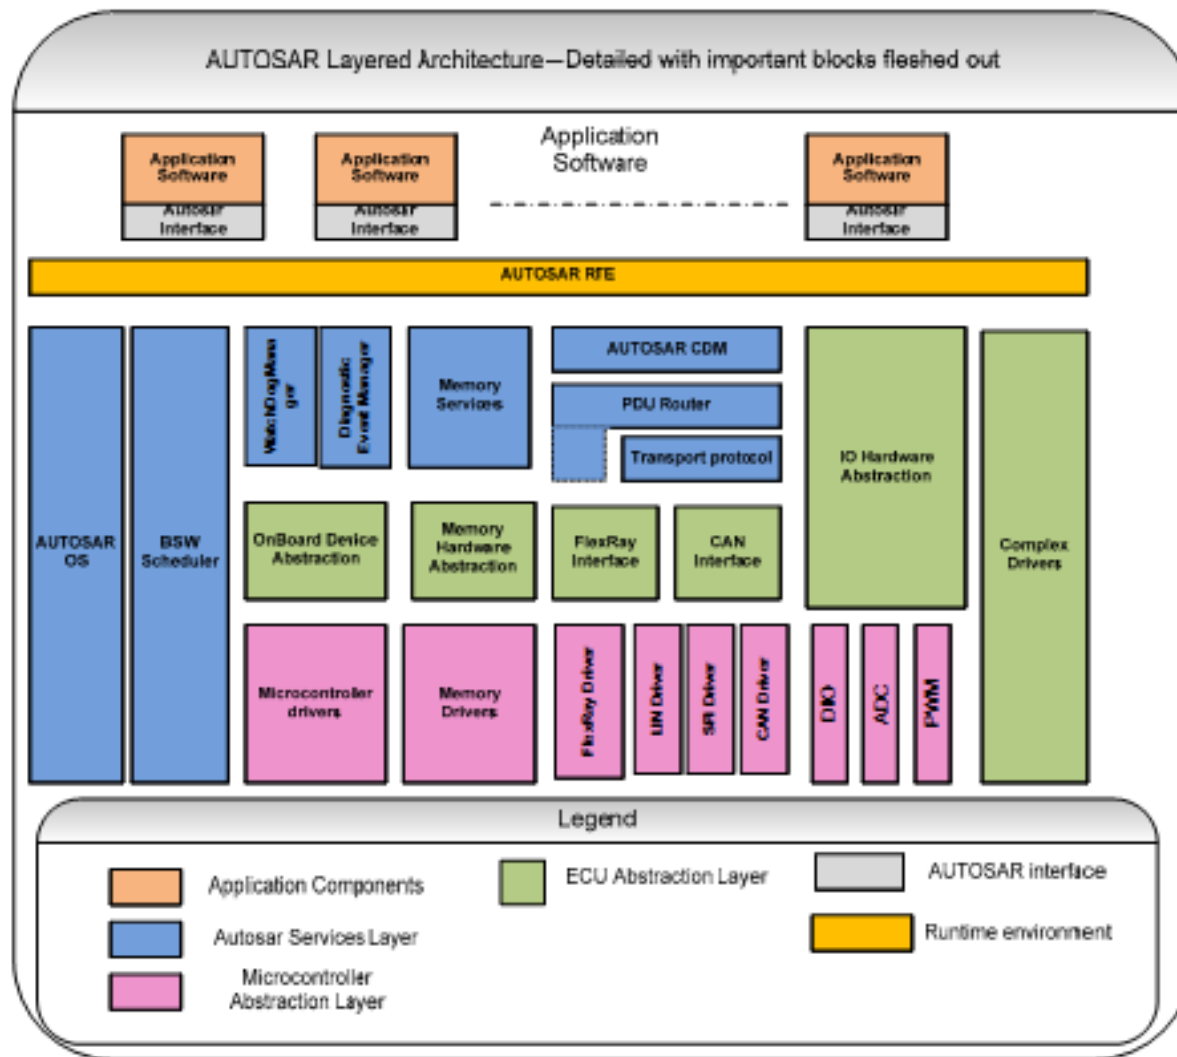 AUTOSAR Layered Architecture—Detailed with important blocks fleshed out
Application
Software
Application
Software
Autosar
Interface
Application
Software
Autosar
Interface
Application
Software
Autosar
Interface
AUTOSAR RTE
AUTOSAR
OS
BSW
Scheduler
WatchDogMana
ger
Diagnostic
Event Manager
Memory
Services
AUTOSAR CDM
PDU Router
Transport protocol
IO Hardware
Abstraction
Complex
Drivers
OnBoard Device
Abstraction
Memory
Hardware
Abstraction
FlexRay
Interface
CAN
Interface
Microcontroller
drivers
Memory
Drivers
FlexRay Driver
LIN Driver
SPI Driver
CAN Driver
DIO
ADC
PWM
Legend
Application Components
ECU Abstraction Layer
AUTOSAR interface
Autosar Services Layer
Runtime environment
Microcontroller
Abstraction Layer